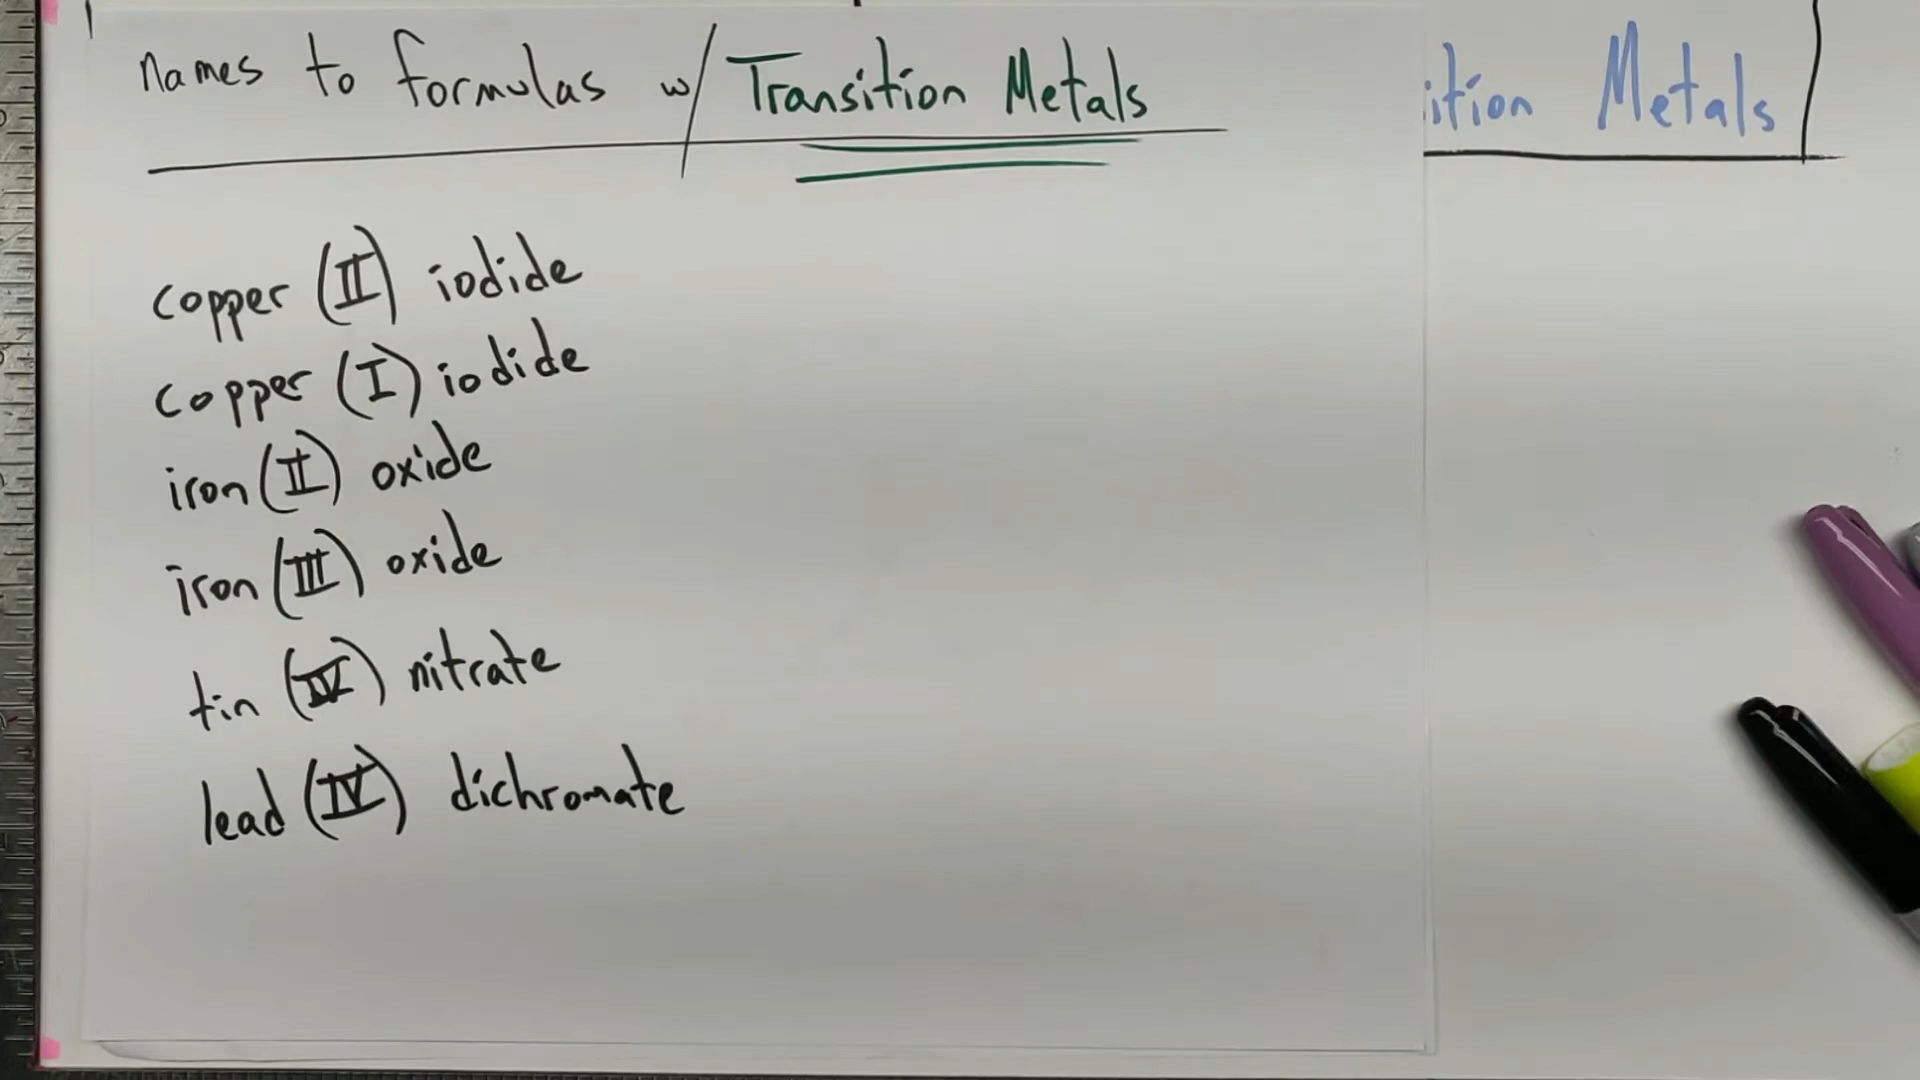 Names to formulas w/ Transition Metals
ition Metals
copper (II) iodide
copper (I) iodide
iron (II) oxide
iron (III) oxide
tin (IV) nitrate
lead (IV) dichromate